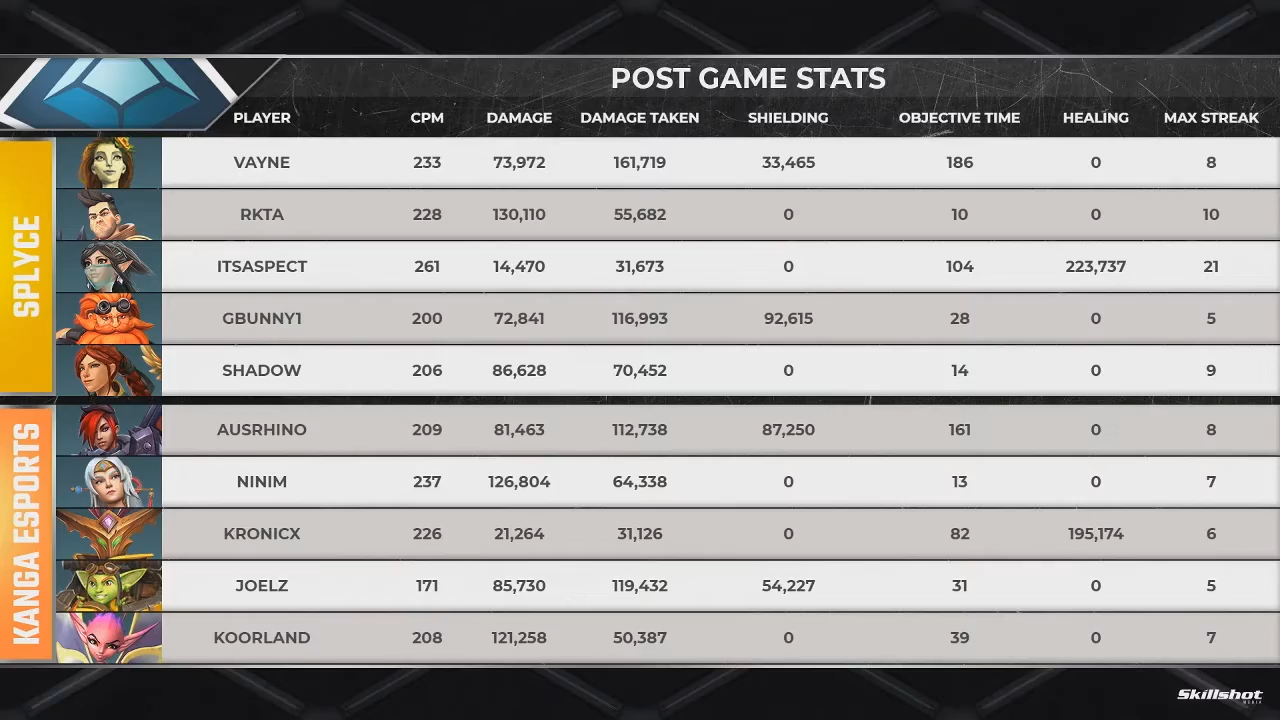 POST GAME STATS
PLAYER CPM DAMAGE DAMAGE TAKEN SHIELDING OBJECTIVE TIME HEALING MAX STREAK
SPLYCE
VAYNE 233 73,972 161,719 33,465 186 0 8
RKTA 228 130,110 55,682 0 10 0 10
ITSASPECT 261 14,470 31,673 0 104 223,737 21
GBUNNY1 200 72,841 116,993 92,615 28 0 5
SHADOW 206 86,628 70,452 0 14 0 9
KANGA ESPORTS
AUSRHINO 209 81,463 112,738 87,250 161 0 8
NINIM 237 126,804 64,338 0 13 0 7
KRONICX 226 21,264 31,126 0 82 195,174 6
JOELZ 171 85,730 119,432 54,227 31 0 5
KOORLAND 208 121,258 50,387 0 39 0 7
Skillshot
MEDIA